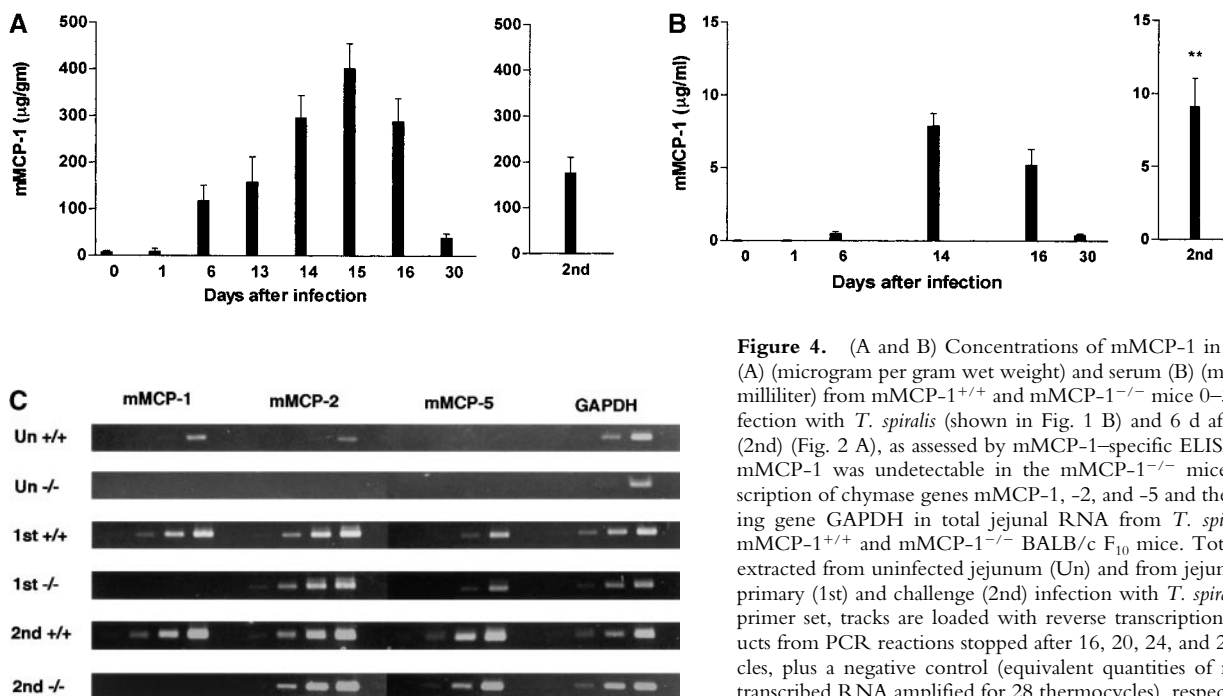 A
500
400
300
200
100
0
mMCP-1 (µg/gm)
0 1 6 13 14 15 16 30
Days after infection
500
400
300
200
100
0
2nd
B
15
10
5
0
mMCP-1 (µg/ml)
0 1 6 14 16 30
Days after infection
15
10
5
0
**
2nd
C
mMCP-1 mMCP-2 mMCP-5 GAPDH
Un +/+
Un -/-
1st +/+
1st -/-
2nd +/+
2nd -/-
Figure 4. (A and B) Concentrations of mMCP-1 in
(A) (microgram per gram wet weight) and serum (B) (m
milliliter) from mMCP-1+/+ and mMCP-1−/− mice 0–
fection with T. spiralis (shown in Fig. 1 B) and 6 d af
(2nd) (Fig. 2 A), as assessed by mMCP-1–specific ELIS
mMCP-1 was undetectable in the mMCP-1−/− mice
scription of chymase genes mMCP-1, -2, and -5 and the
ing gene GAPDH in total jejunal RNA from T. spi
mMCP-1+/+ and mMCP-1−/− BALB/c F10 mice. Tot
extracted from uninfected jejunum (Un) and from jejun
primary (1st) and challenge (2nd) infection with T. spir
primer set, tracks are loaded with reverse transcription
ucts from PCR reactions stopped after 16, 20, 24, and 2
cles, plus a negative control (equivalent quantities of
transcribed RNA amplified for 28 thermocycles), respe